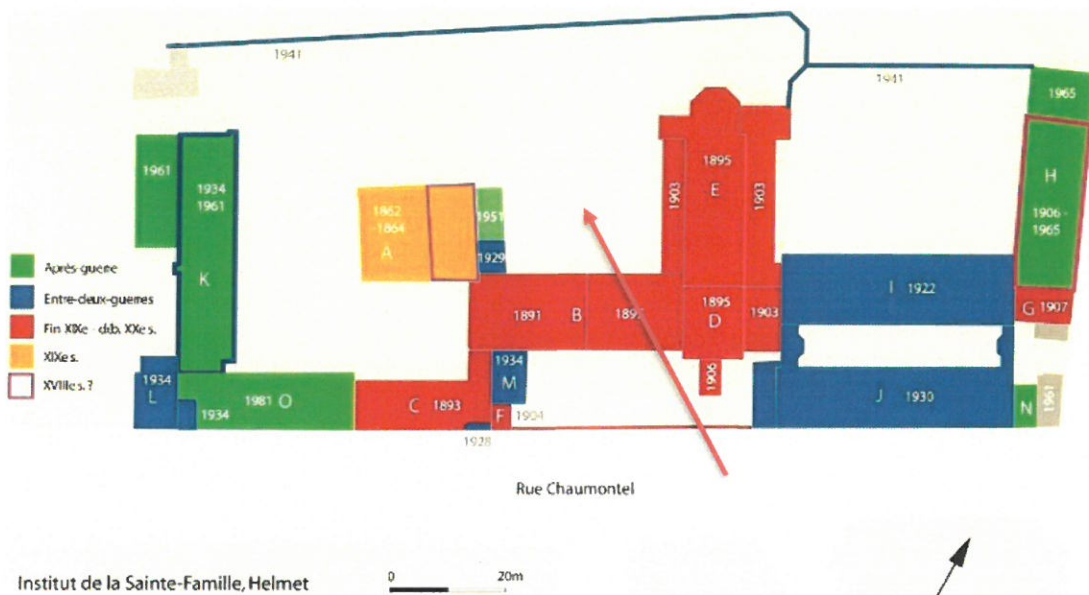 1941
1941
1965
1961
1934
1961
K
1862
-1864
A
1951
1929
1903
1895
E
1903
H
1906 -
1965
Après-guerre
Entre-deux-guerres
Fin XIXe - déb. XXe s.
XIXe s.
XVIIIe s. ?
1891
B
1895
D
1903
I 1922
G 1907
1934
L
1934
1981 O
C 1893
1934
M
F
1904
1906
J 1930
N
1961
1928
Rue Chaumontel
Institut de la Sainte-Famille, Helmet
0
20m